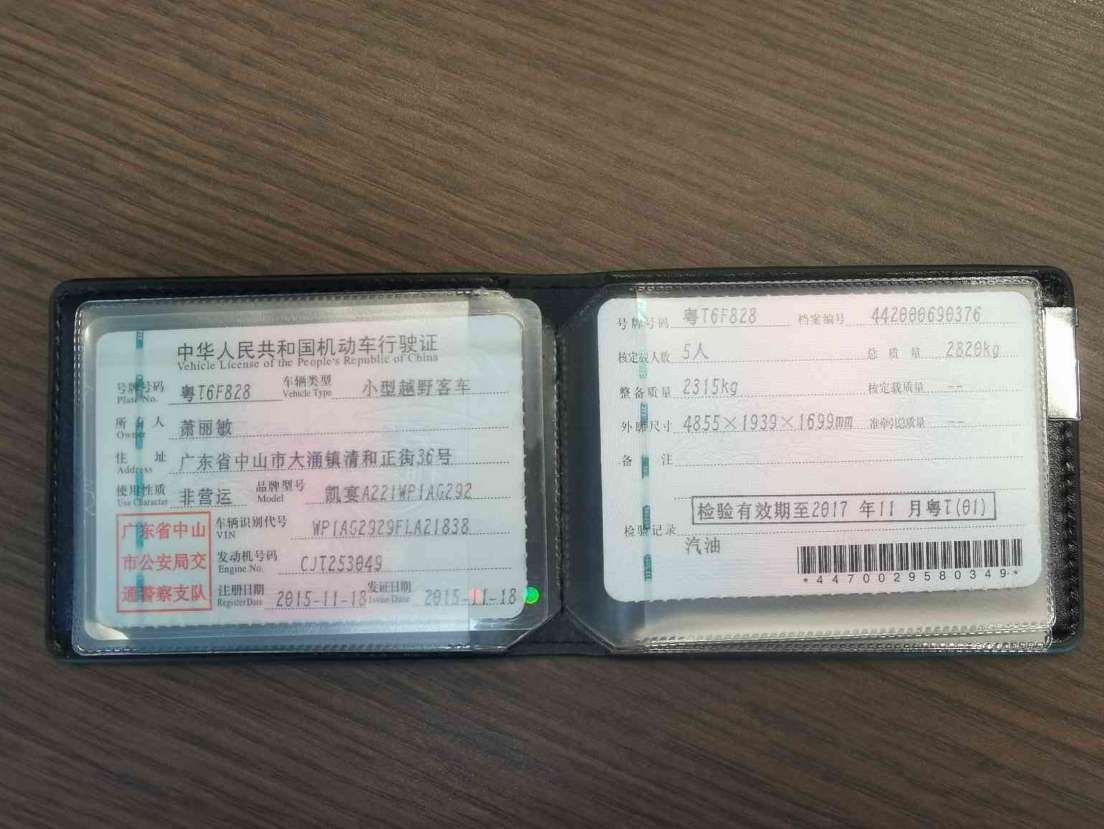 中华人民共和国机动车行驶证
Vehicle License of the People's Republic of China
号牌号码 粤T6F828 车辆类型 小型越野客车
Plate No. Vehicle Type
所有人 萧丽敏
Owner
住址 广东省中山市大涌镇清和正街36号
Address
使用性质 非营运 品牌型号 凯宴A221WP1AG292
Use Character Model
广东省中山
市公安局交
通警察支队
车辆识别代号 WP1AG2929FLA21838
VIN
发动机号码 CJT253049
Engine No.
注册日期 2015-11-18 发证日期 2015-11-18
Register Date Issue Date
号牌号码 粤T6F828 档案编号 442000690376
核定载人数 5人 总质量 2820kg
整备质量 2315kg 核定载质量 --
外廓尺寸 4855×1939×1699mm 准牵引总质量 --
备注
检验有效期至2017 年11 月粤T(01)
检验记录
汽油
*4470029580349*